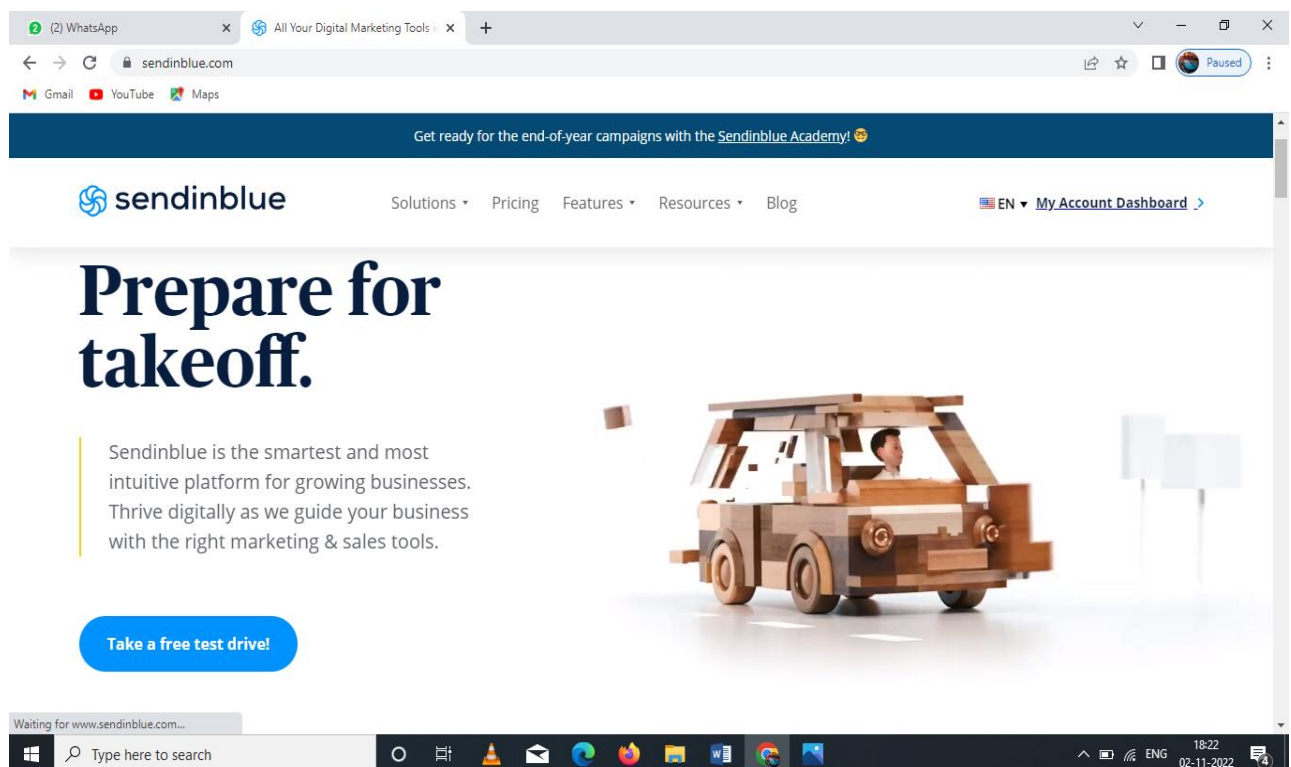 (2) WhatsApp
All Your Digital Marketing Tools i
sendinblue.com
Paused
Gmail YouTube Maps
Get ready for the end-of-year campaigns with the Sendinblue Academy! 🤓
sendinblue Solutions Pricing Features Resources Blog EN My Account Dashboard
Prepare for
takeoff.
Sendinblue is the smartest and most
intuitive platform for growing businesses.
Thrive digitally as we guide your business
with the right marketing & sales tools.
Take a free test drive!
Waiting for www.sendinblue.com...
Type here to search
ENG
18:22
02-11-2022
4